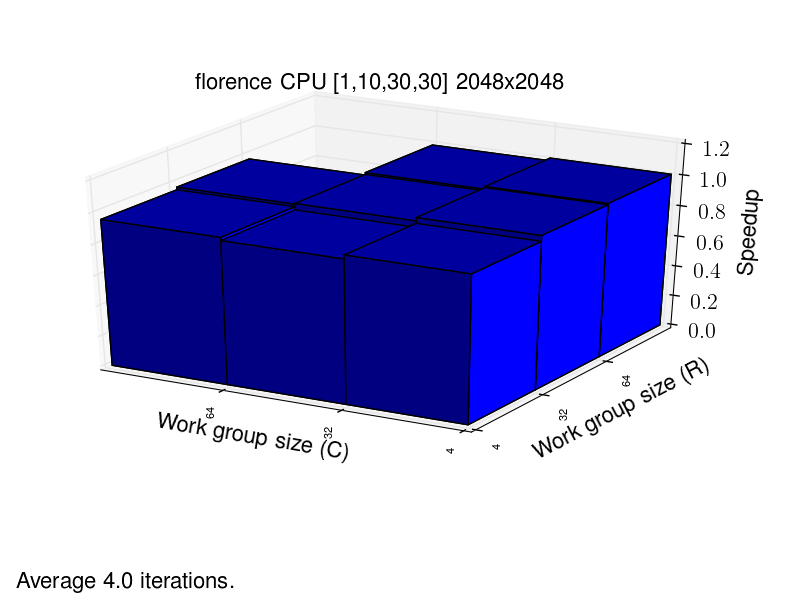 florence CPU [1,10,30,30] 2048x2048
1.2
1.0
0.8
0.6
0.4
0.2
0.0
Speedup
64
32
4
Work group size (C)
4
32
64
Work group size (R)
Average 4.0 iterations.